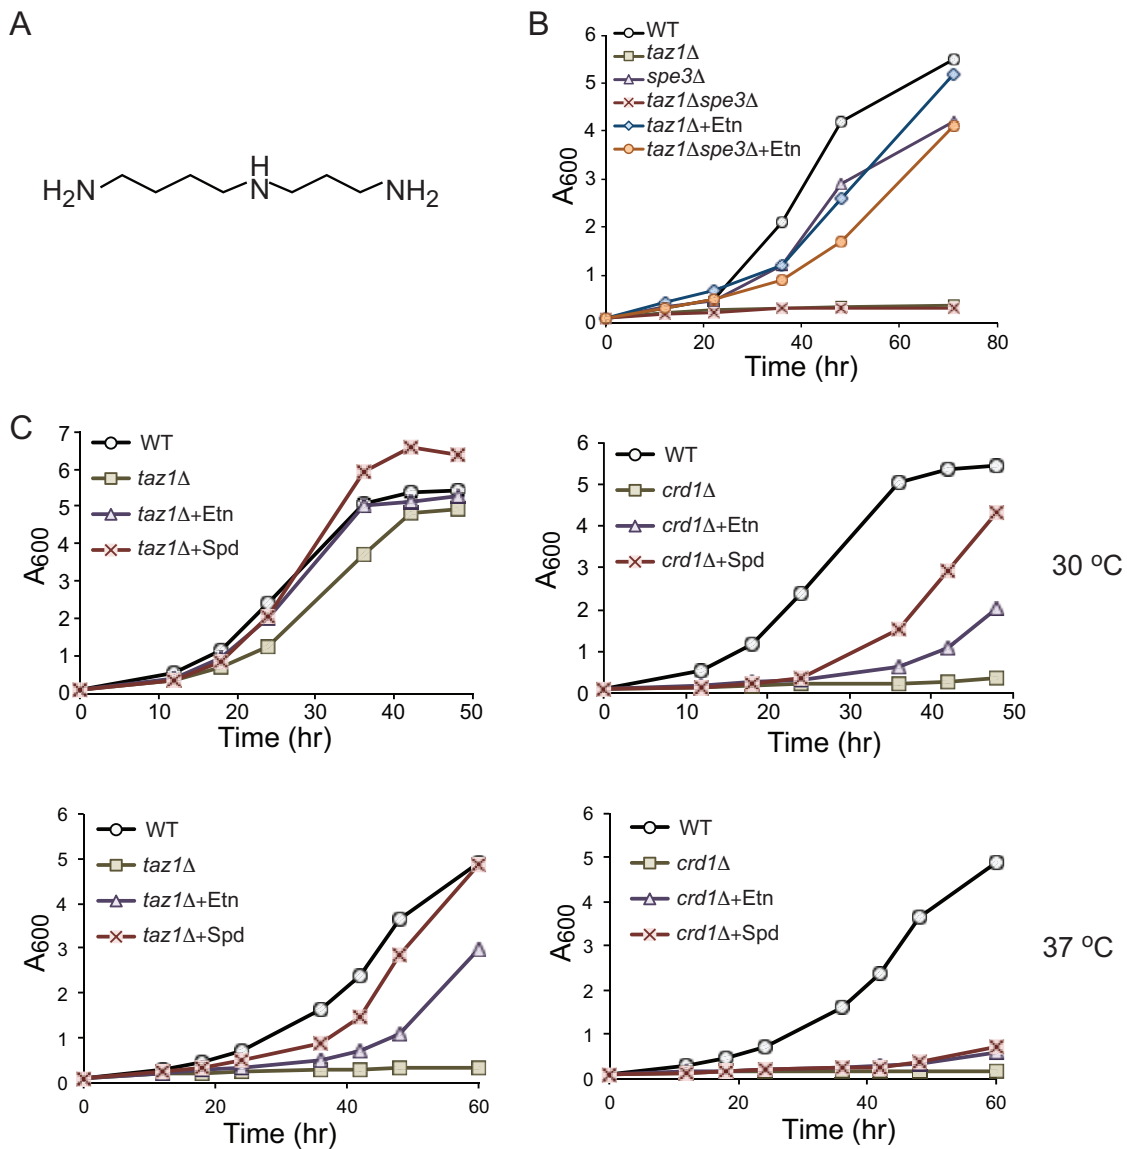 A
H₂N
H
N
NH₂
B
WT
taz1Δ
spe3Δ
taz1Δspe3Δ
taz1Δ+Etn
taz1Δspe3Δ+Etn
6
5
4
3
2
1
0
A600
0 20 40 60 80
Time (hr)
C
WT
taz1Δ
taz1Δ+Etn
taz1Δ+Spd
7
6
5
4
3
2
1
0
A600
0 10 20 30 40 50
Time (hr)
WT
crd1Δ
crd1Δ+Etn
crd1Δ+Spd
6
5
4
3
2
1
0
A600
0 10 20 30 40 50
Time (hr)
30 ºC
WT
taz1Δ
taz1Δ+Etn
taz1Δ+Spd
6
5
4
3
2
1
0
A600
0 20 40 60
Time (hr)
WT
crd1Δ
crd1Δ+Etn
crd1Δ+Spd
6
5
4
3
2
1
0
A600
0 20 40 60
Time (hr)
37 ºC